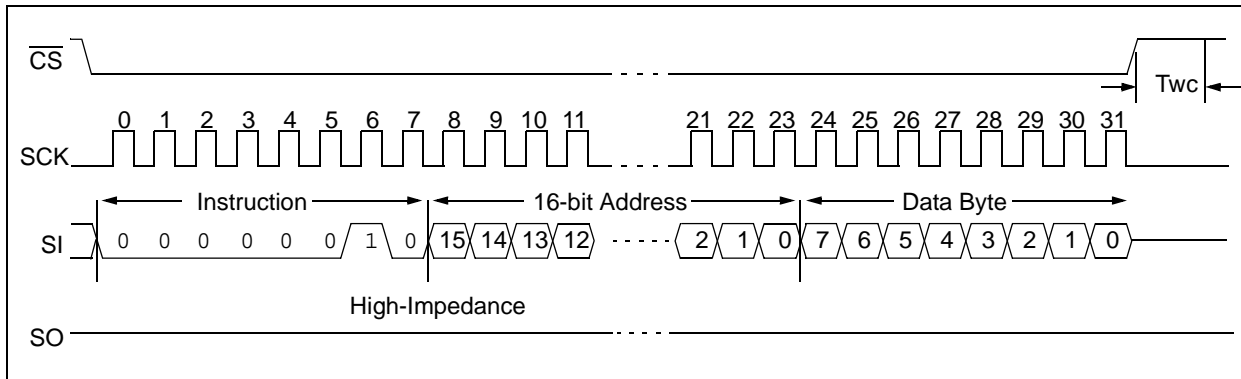 CS
Twc
0 1 2 3 4 5 6 7 8 9 10 11 21 22 23 24 25 26 27 28 29 30 31
SCK
Instruction 16-bit Address Data Byte
SI 0 0 0 0 0 0 1 0 15 14 13 12 2 1 0 7 6 5 4 3 2 1 0
High-Impedance
SO